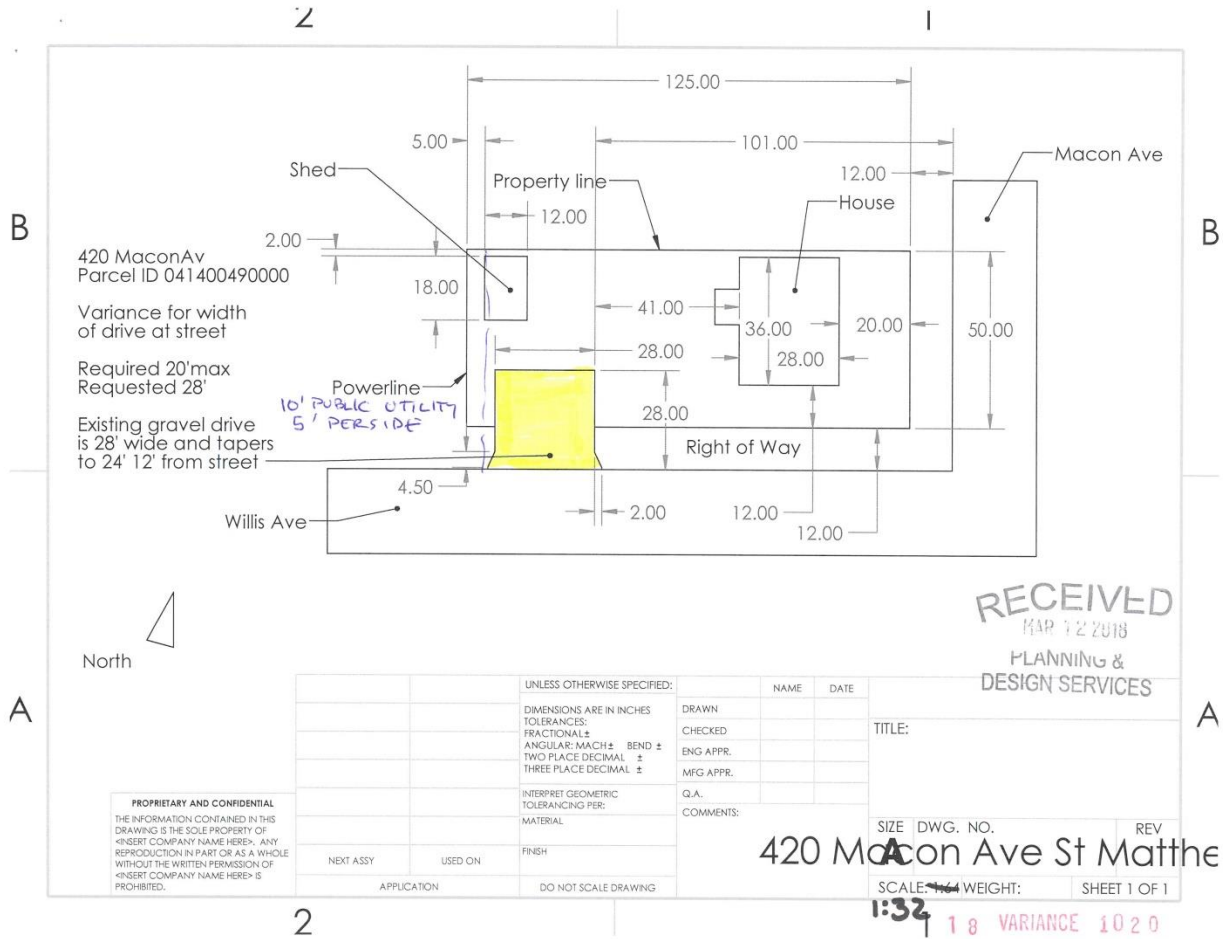 2
1
125.00
5.00
101.00
Macon Ave
Shed
12.00
Property line
House
12.00
B
B
2.00
420 MaconAv
Parcel ID 041400490000
18.00
41.00
36.00
20.00
50.00
Variance for width
of drive at street
28.00
28.00
Required 20'max
Requested 28'
Powerline
10' PUBLIC UTILITY
5' PERSIDE
28.00
Existing gravel drive
is 28' wide and tapers
to 24' 12' from street
Right of Way
4.50
2.00
12.00
12.00
Willis Ave
RECEIVED
MAR 12 2018
PLANNING &
DESIGN SERVICES
North
A
A
UNLESS OTHERWISE SPECIFIED:
DIMENSIONS ARE IN INCHES
TOLERANCES:
FRACTIONAL±
ANGULAR: MACH± BEND ±
TWO PLACE DECIMAL ±
THREE PLACE DECIMAL ±
INTERPRET GEOMETRIC
TOLERANCING PER:
MATERIAL
FINISH
DO NOT SCALE DRAWING
NAME DATE
DRAWN
CHECKED
ENG APPR.
MFG APPR.
Q.A.
COMMENTS:
TITLE:
PROPRIETARY AND CONFIDENTIAL
THE INFORMATION CONTAINED IN THIS
DRAWING IS THE SOLE PROPERTY OF
<INSERT COMPANY NAME HERE>. ANY
REPRODUCTION IN PART OR AS A WHOLE
WITHOUT THE WRITTEN PERMISSION OF
<INSERT COMPANY NAME HERE> IS
PROHIBITED.
NEXT ASSY USED ON
APPLICATION
SIZE DWG. NO. REV
A
420 Macon Ave St Matthe
SCALE: 1:64 WEIGHT: SHEET 1 OF 1
1:32
2
1
18 VARIANCE 1020